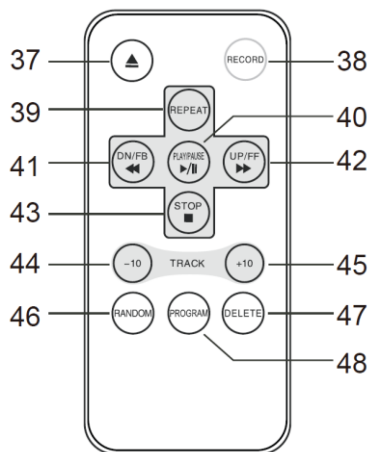 37
38
RECORD
39
REPEAT
40
41
DN/FB
PLAY/PAUSE
UP/FF
42
43
STOP
44
−10
TRACK
+10
45
46
RANDOM
PROGRAM
DELETE
47
48